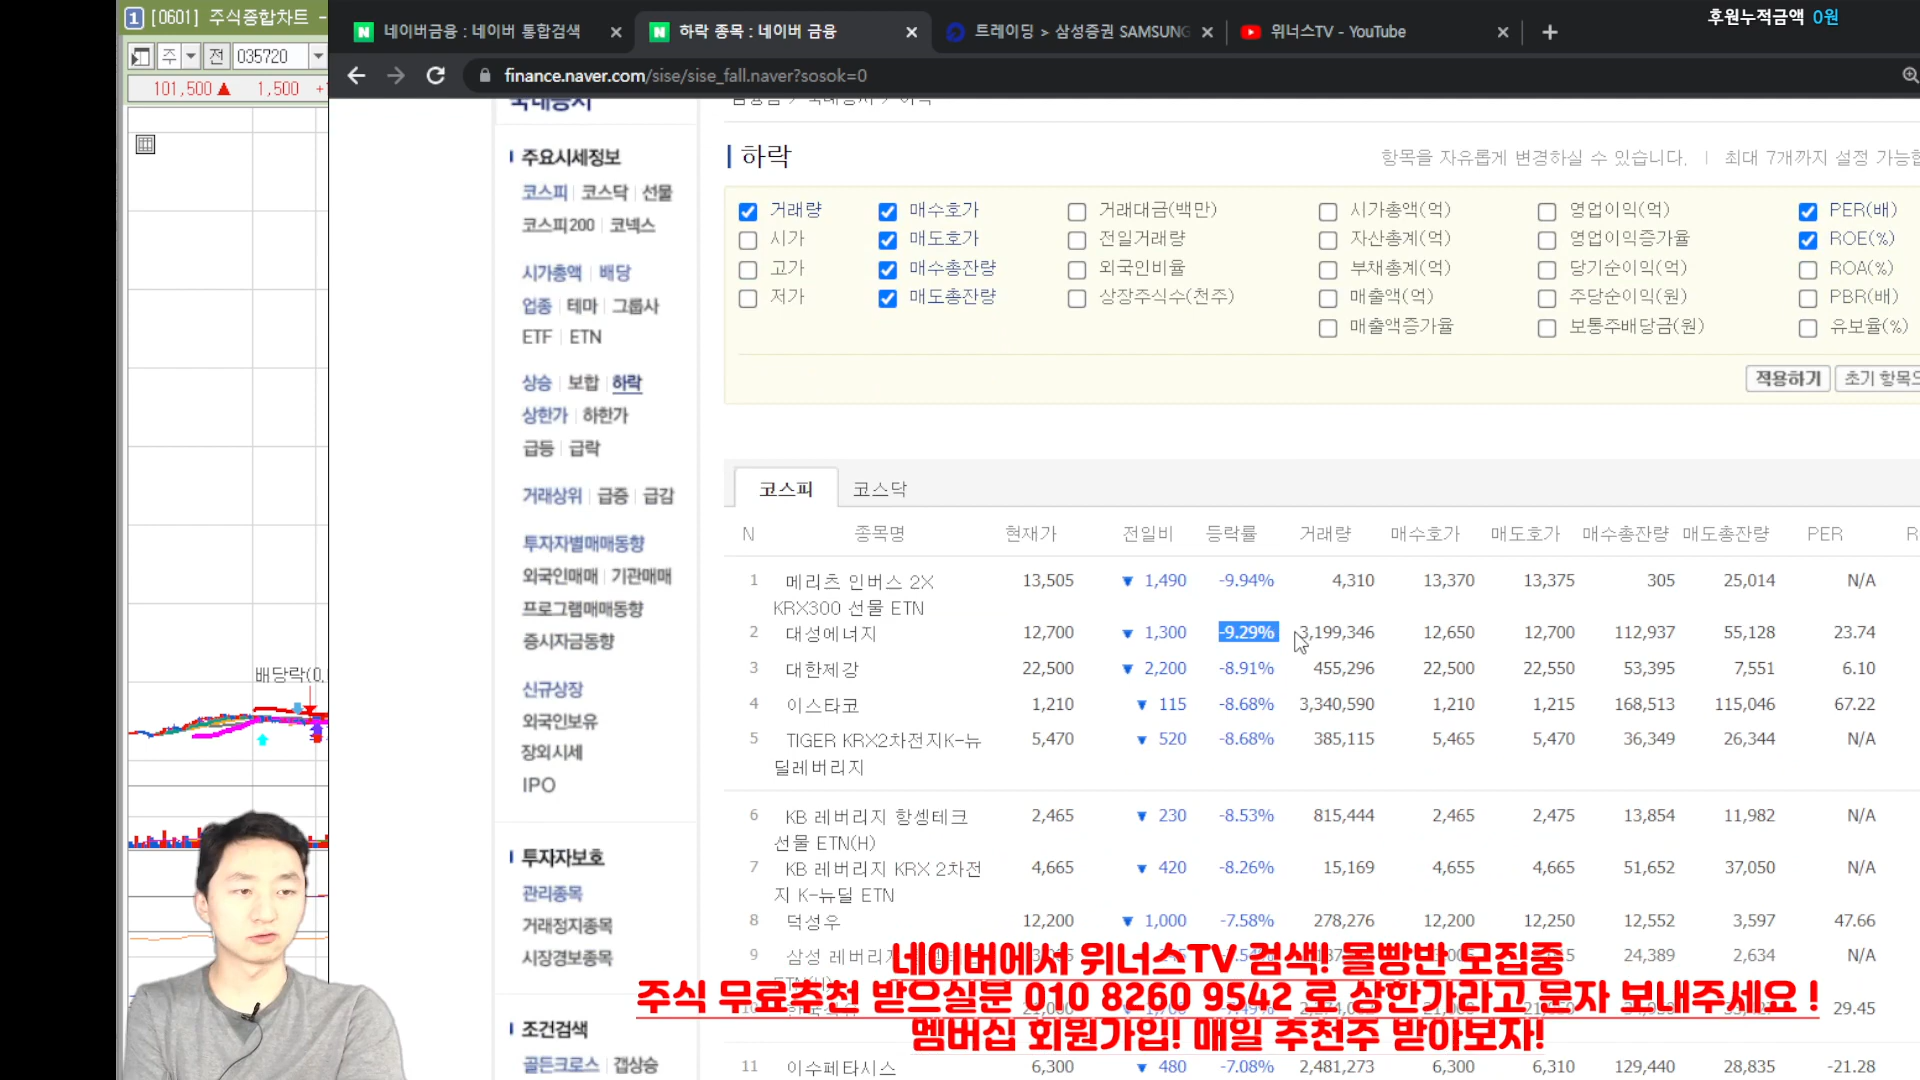 1 [0601] 주식종합차트 -
네이버금융 : 네이버 통합검색
하락 종목 : 네이버 금융
트레이딩 > 삼성증권 SAMSUNG
위너스TV - YouTube
후원누적금액 0원
주 전 035720
finance.naver.com/sise/sise_fall.naver?sosok=0
101,500 ▲ 1,500
국내증시
주요시세정보
코스피 코스닥 선물
코스피200 코넥스
시가총액 배당
업종 테마 그룹사
ETF ETN
상승 보합 하락
상한가 하한가
급등 급락
거래상위 급증 급감
투자자별매매동향
외국인매매 기관매매
프로그램매매동향
증시자금동향
신규상장
외국인보유
장외시세
IPO
투자자보호
관리종목
거래정지종목
시장경보종목
조건검색
골든크로스 갭상승
배당락(0.
하락
항목을 자유롭게 변경하실 수 있습니다. | 최대 7개까지 설정 가능합
거래량 매수호가 거래대금(백만) 시가총액(억) 영업이익(억) PER(배)
시가 매도호가 전일거래량 자산총계(억) 영업이익증가율 ROE(%)
고가 매수총잔량 외국인비율 부채총계(억) 당기순이익(억) ROA(%)
저가 매도총잔량 상장주식수(천주) 매출액(억) 주당순이익(원) PBR(배)
매출액증가율 보통주배당금(원) 유보율(%)
적용하기 초기 항목으
코스피 코스닥
N 종목명 현재가 전일비 등락률 거래량 매수호가 매도호가 매수총잔량 매도총잔량 PER R
1 메리츠 인버스 2X 13,505 ▼ 1,490 -9.94% 4,310 13,370 13,375 305 25,014 N/A
KRX300 선물 ETN
2 대성에너지 12,700 ▼ 1,300 -9.29% 3,199,346 12,650 12,700 112,937 55,128 23.74
3 대한제강 22,500 ▼ 2,200 -8.91% 455,296 22,500 22,550 53,395 7,551 6.10
4 이스타코 1,210 ▼ 115 -8.68% 3,340,590 1,210 1,215 168,513 115,046 67.22
5 TIGER KRX2차전지K-뉴 5,470 ▼ 520 -8.68% 385,115 5,465 5,470 36,349 26,344 N/A
딜레버리지
6 KB 레버리지 항셍테크 2,465 ▼ 230 -8.53% 815,444 2,465 2,475 13,854 11,982 N/A
선물 ETN(H)
7 KB 레버리지 KRX 2차전 4,665 ▼ 420 -8.26% 15,169 4,655 4,665 51,652 37,050 N/A
지 K-뉴딜 ETN
8 덕성우 12,200 ▼ 1,000 -7.58% 278,276 12,200 12,250 12,552 3,597 47.66
9 삼성 레버리지 24,389 2,634 N/A
10 29.45
11 이수페타시스 6,300 ▼ 480 -7.08% 2,481,273 6,300 6,310 129,440 28,835 -21.28
네이버에서 위너스TV 검색! 몰빵반 모집중
주식 무료추천 받으실분 010 8260 9542 로 상한가라고 문자 보내주세요 !
멤버십 회원가입! 매일 추천주 받아보자!